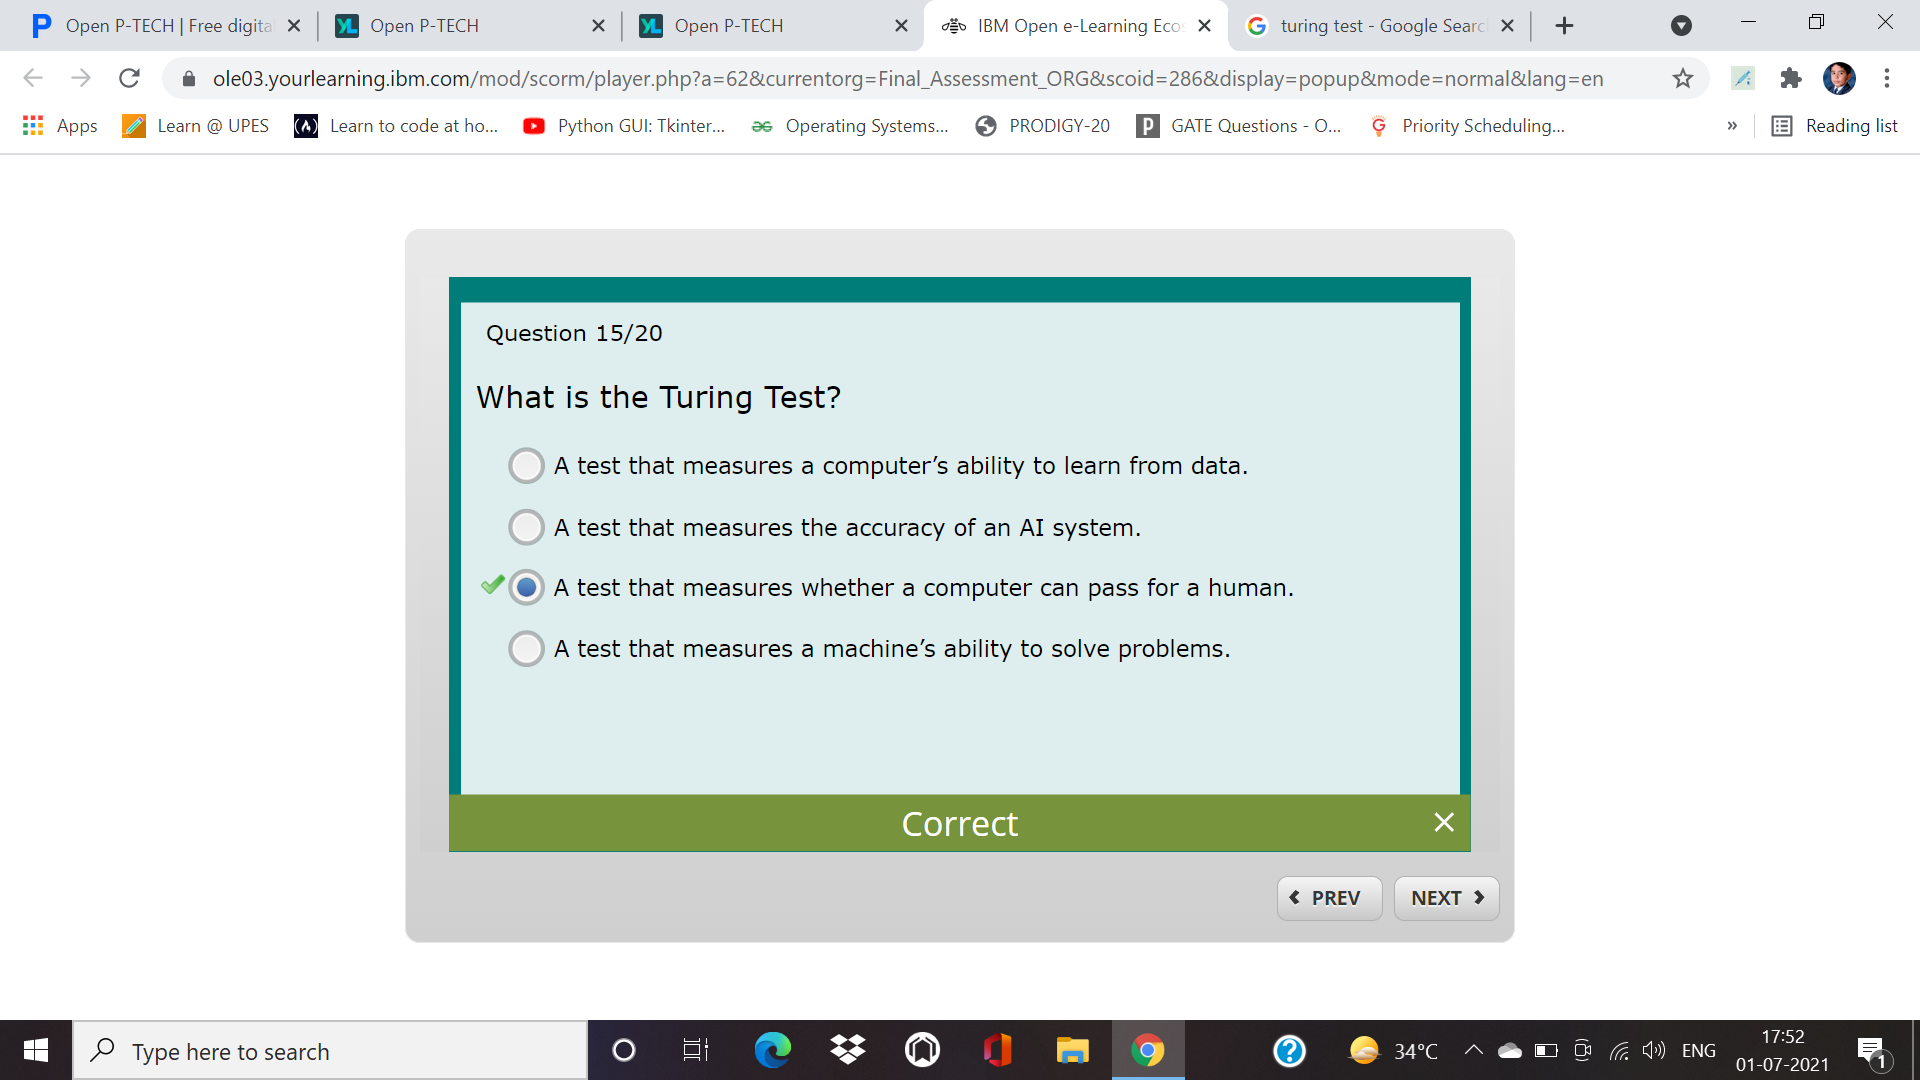 Open P-TECH | Free digita
Open P-TECH
Open P-TECH
IBM Open e-Learning Ecos
turing test - Google Searc
ole03.yourlearning.ibm.com/mod/scorm/player.php?a=62&currentorg=Final_Assessment_ORG&scoid=286&display=popup&mode=normal&lang=en
Apps
Learn @ UPES
Learn to code at ho...
Python GUI: Tkinter...
Operating Systems...
PRODIGY-20
GATE Questions - O...
Priority Scheduling...
»
Reading list
Question 15/20
What is the Turing Test?
A test that measures a computer’s ability to learn from data.
A test that measures the accuracy of an AI system.
A test that measures whether a computer can pass for a human.
A test that measures a machine’s ability to solve problems.
Correct
PREV
NEXT
Type here to search
34°C
ENG
17:52
01-07-2021
1